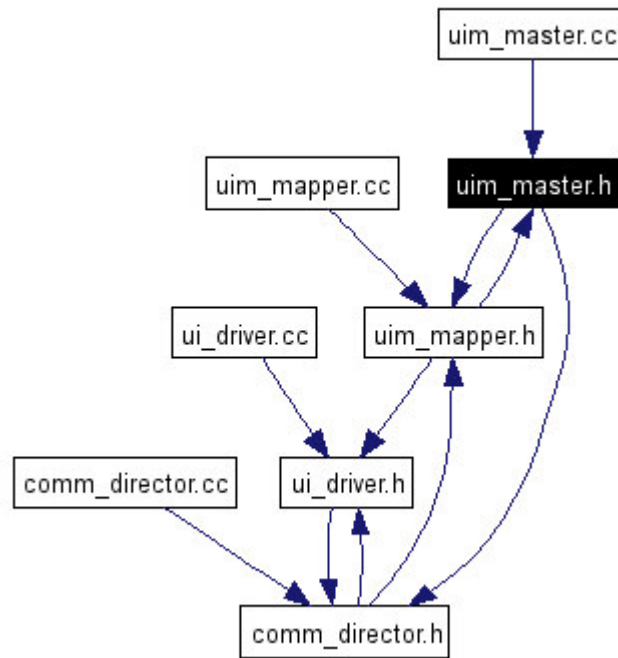 uim_master.cc
uim_mapper.cc
uim_master.h
ui_driver.cc
uim_mapper.h
comm_director.cc
ui_driver.h
comm_director.h